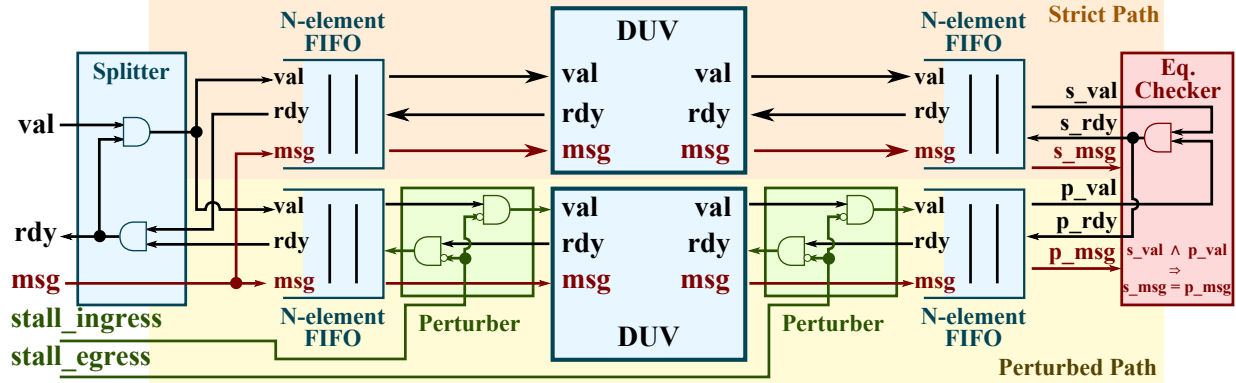 Strict Path
N-element
FIFO
DUV
N-element
FIFO
Splitter
Eq.
Checker
val
rdy
msg
val
rdy
msg
val
rdy
msg
val
rdy
msg
val
rdy
msg
s_val
s_rdy
s_msg
val
rdy
msg
val
rdy
msg
val
rdy
msg
val
rdy
msg
p_val
p_rdy
p_msg
s_val ∧ p_val
⇒
s_msg = p_msg
stall_ingress
stall_egress
N-element
FIFO
Perturber
DUV
Perturber
N-element
FIFO
Perturbed Path